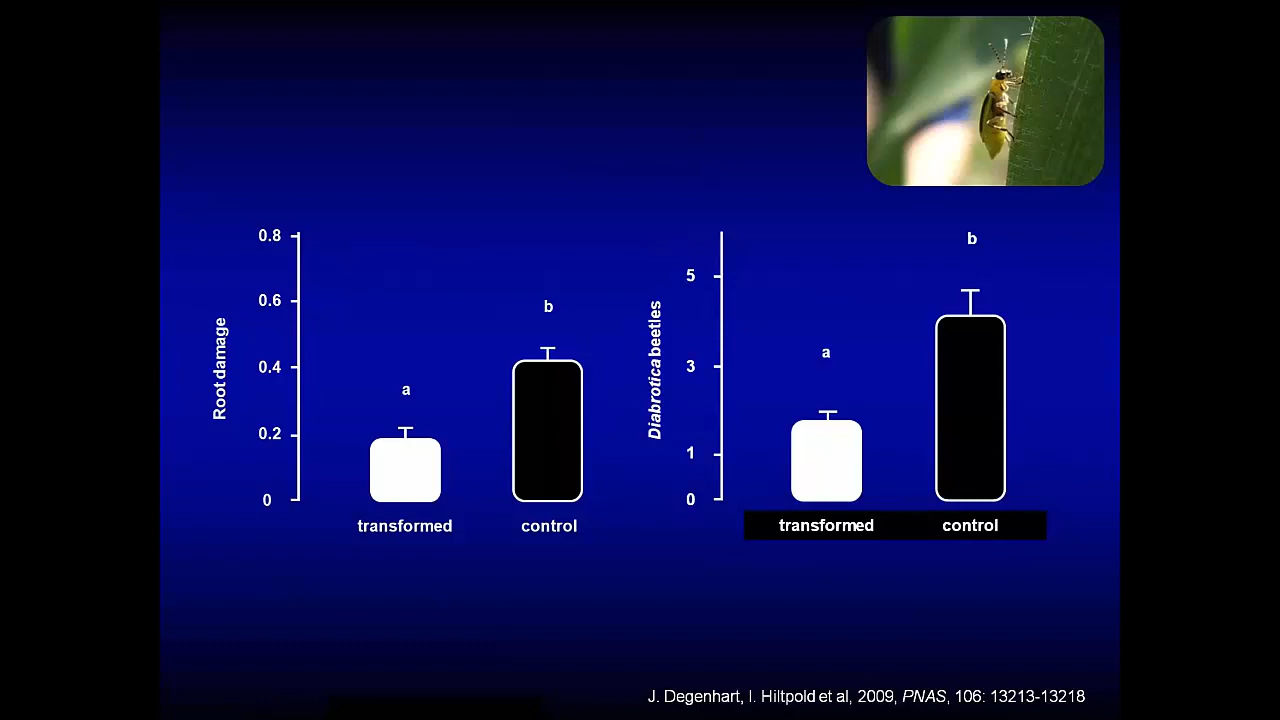 0.8
0.6
0.4
0.2
0
Root damage
a
b
transformed
control
5
3
1
0
Diabrotica beetles
a
b
transformed
control
J. Degenhart, I. Hiltpold et al, 2009, PNAS, 106: 13213-13218